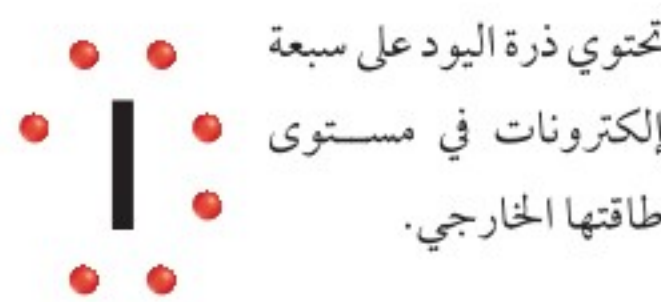 تحتوي ذرة اليود على سبعة
إلكترونات في مستوى
طاقتها الخارجي.
I